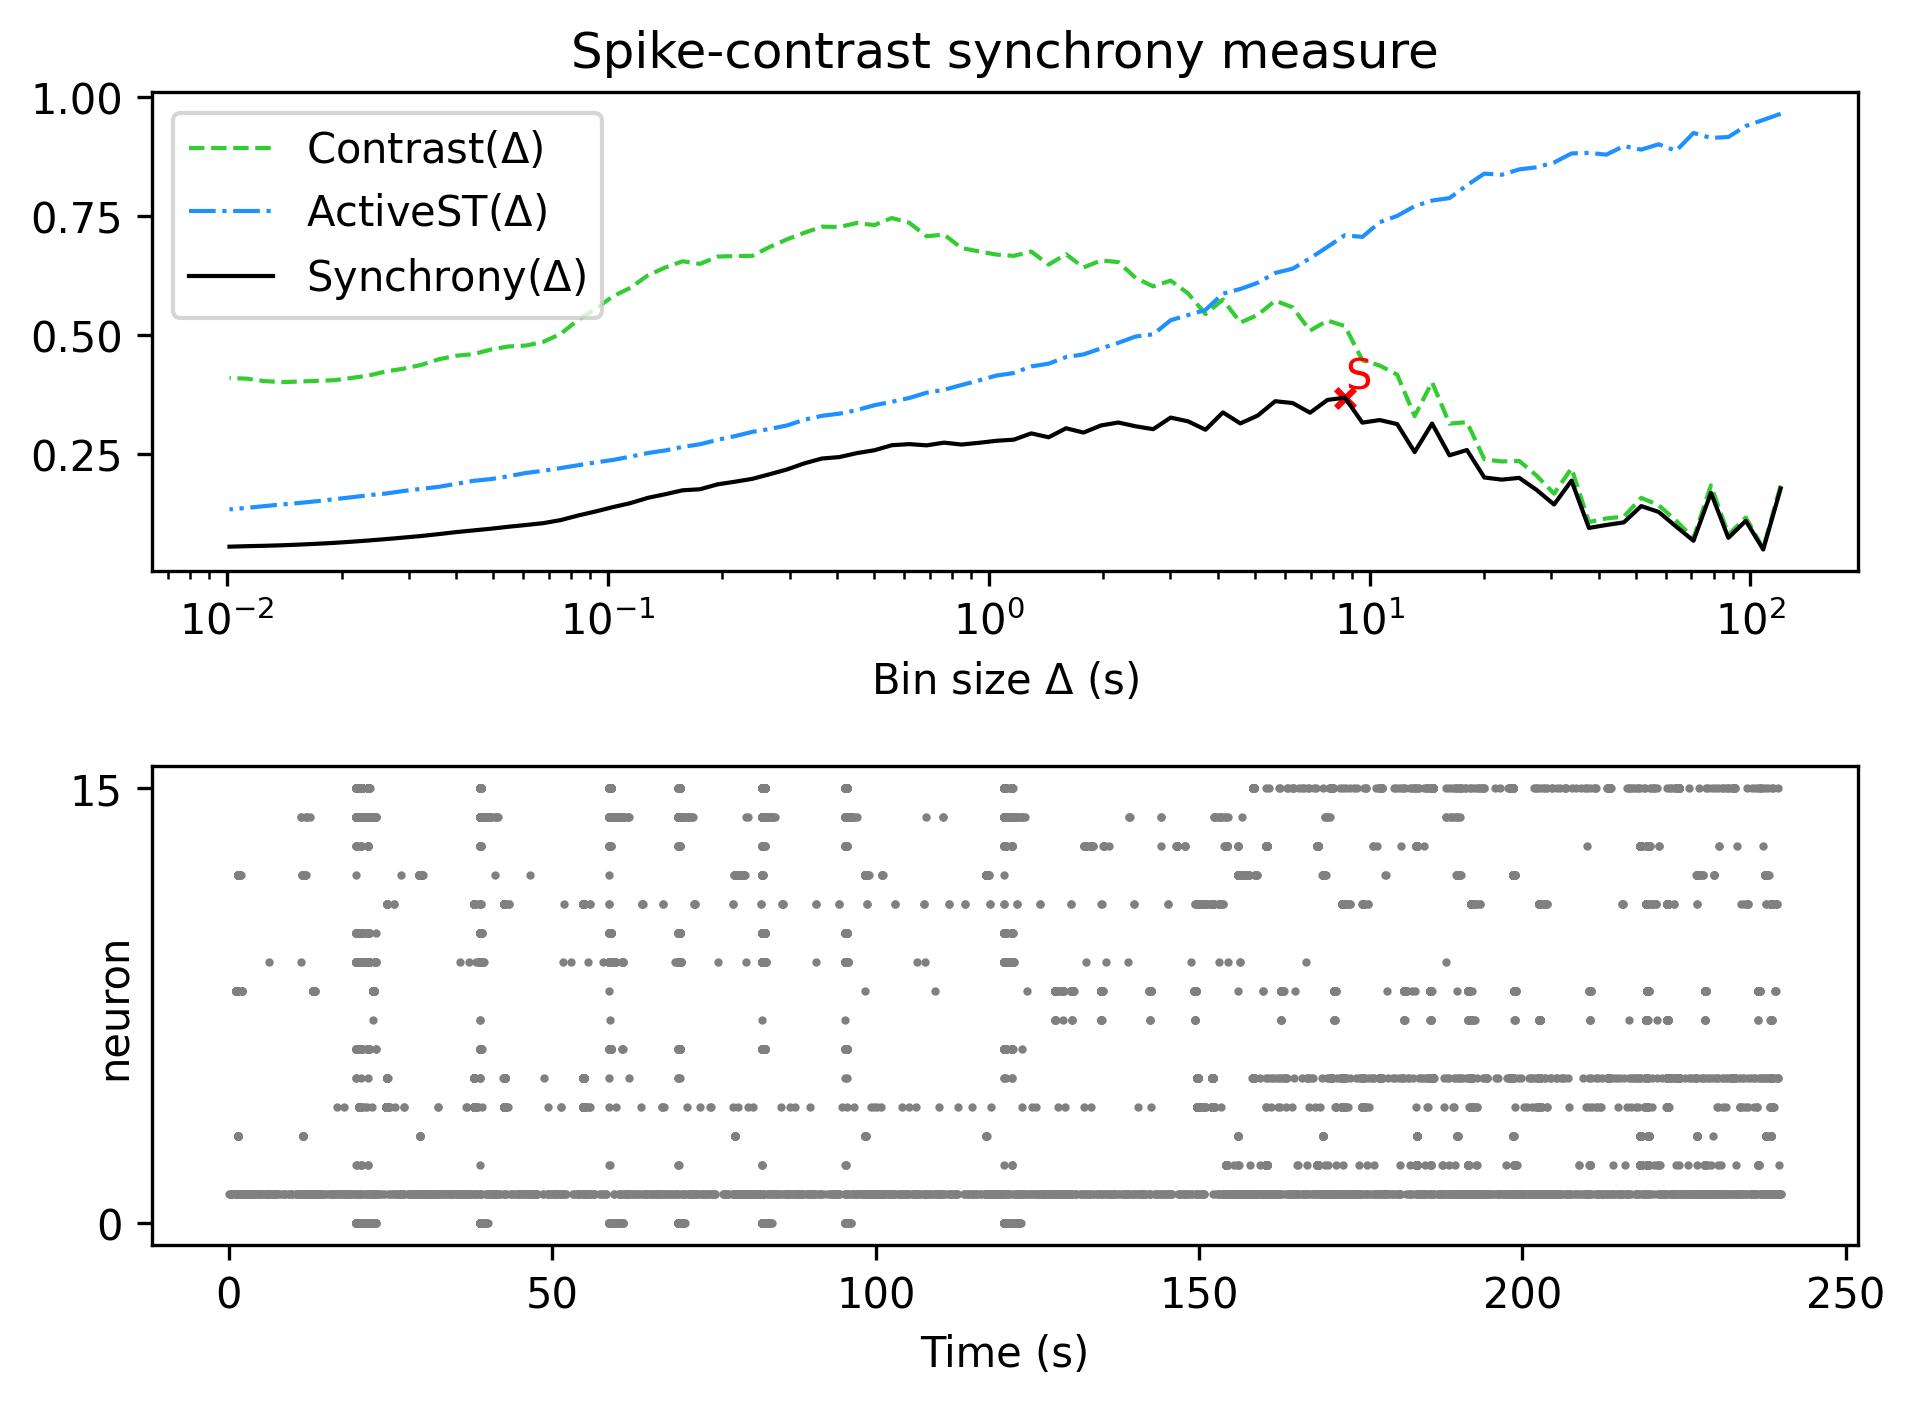 Spike-contrast synchrony measure
1.00
0.75
0.50
0.25
Contrast(Δ)
ActiveST(Δ)
Synchrony(Δ)
S
10⁻² 10⁻¹ 10⁰ 10¹ 10²
Bin size Δ (s)
15
0
neuron
0 50 100 150 200 250
Time (s)